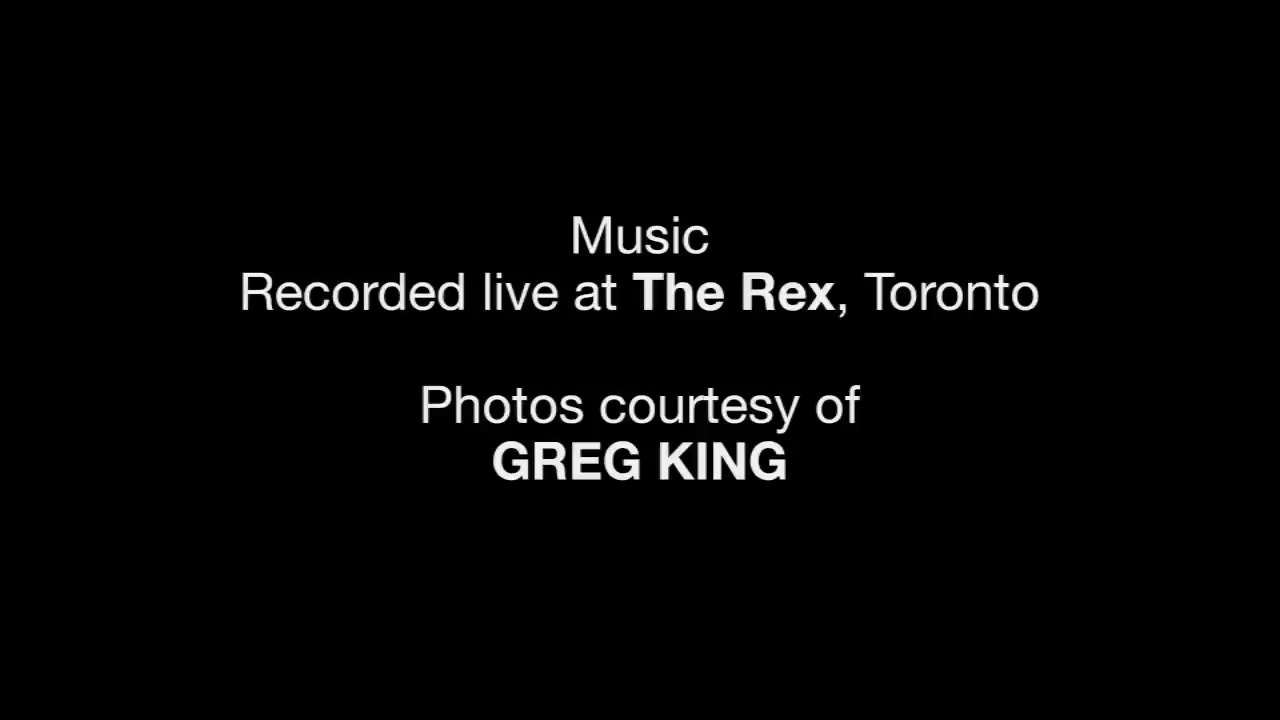 Music
Recorded live at The Rex, Toronto
Photos courtesy of
GREG KING